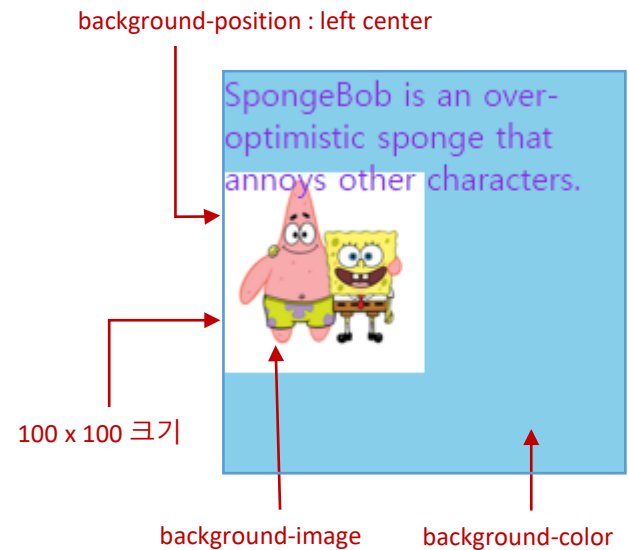 background-position : left center
SpongeBob is an over-
optimistic sponge that
annoys other characters.
100 x 100 크기
background-image
background-color